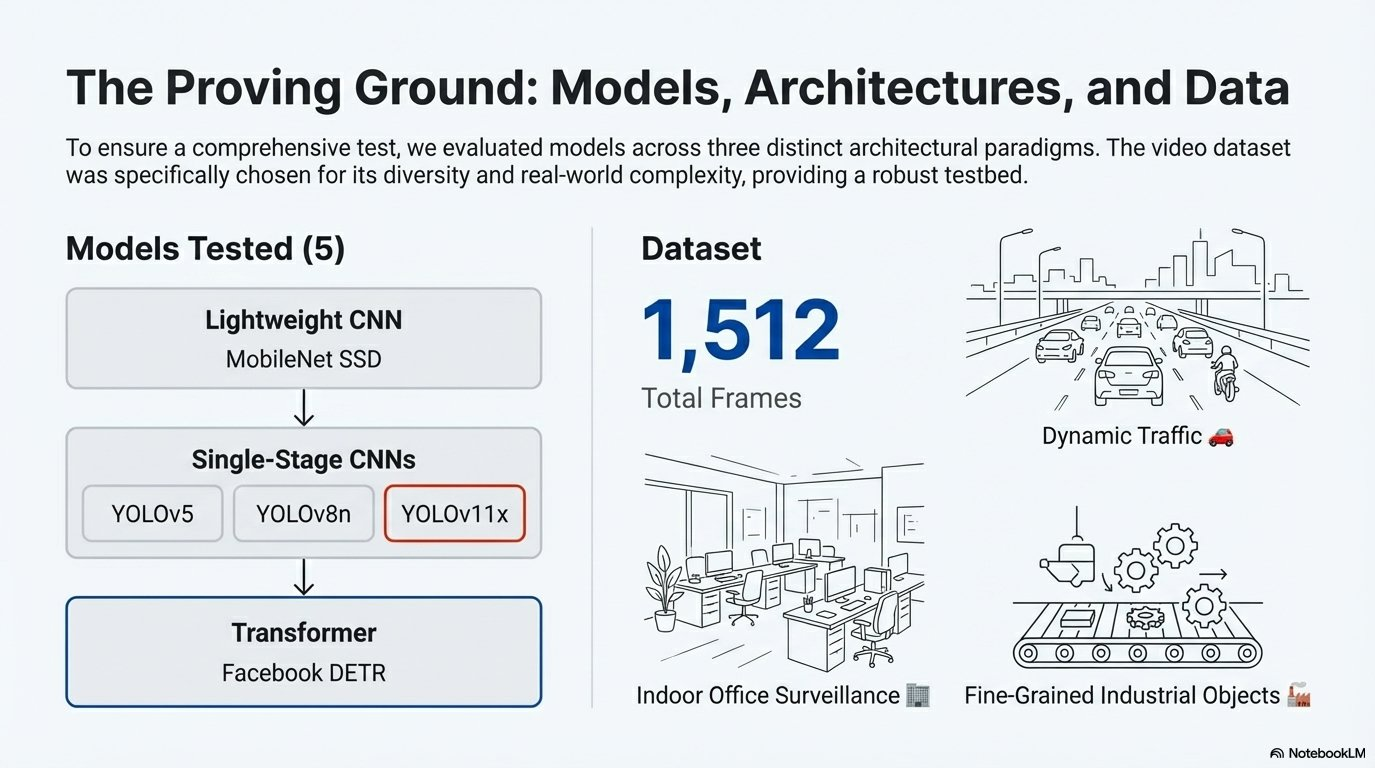 The Proving Ground: Models, Architectures, and Data
To ensure a comprehensive test, we evaluated models across three distinct architectural paradigms. The video dataset
was specifically chosen for its diversity and real-world complexity, providing a robust testbed.
Models Tested (5)
Lightweight CNN
MobileNet SSD
Single-Stage CNNs
YOLOv5
YOLOv8n
YOLOv11x
Transformer
Facebook DETR
Dataset
1,512
Total Frames
Dynamic Traffic
Indoor Office Surveillance
Fine-Grained Industrial Objects
NotebookLM